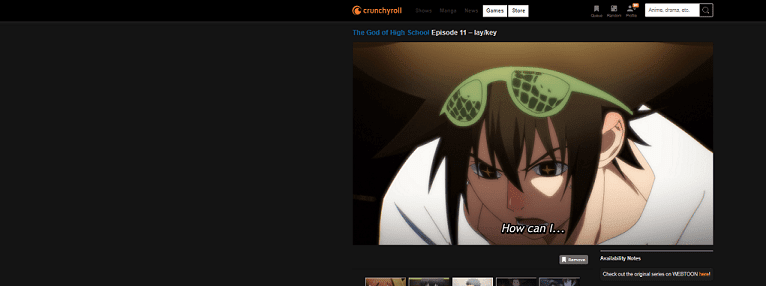 crunchyroll Shows Manga News Games Store Queue Random Profile Anime, drama, etc.
The God of High School Episode 11 – lay/key
How can I...
Remove
Availability Notes
Check out the original series on WEBTOON here!